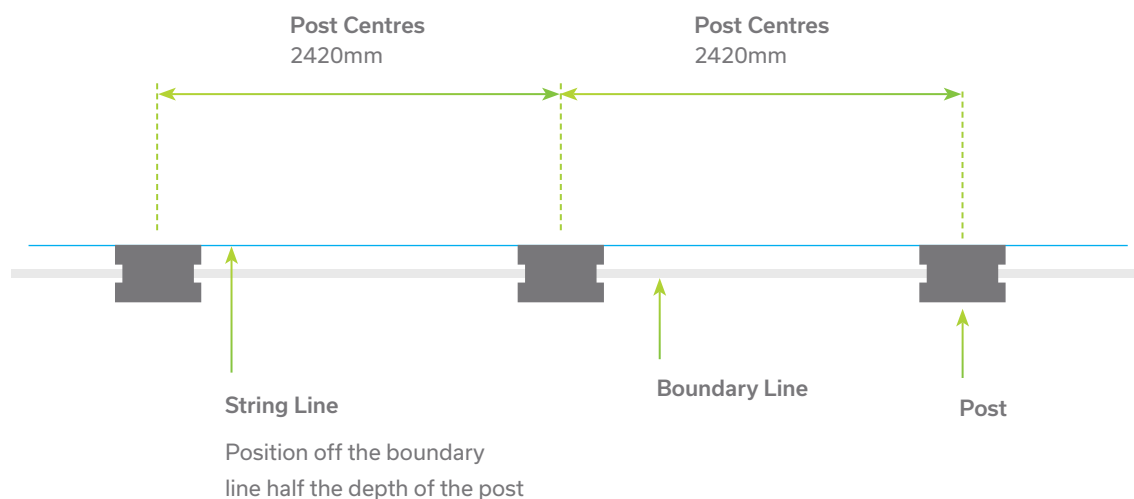 Post Centres
2420mm
Post Centres
2420mm
String Line
Position off the boundary
line half the depth of the post
Boundary Line
Post